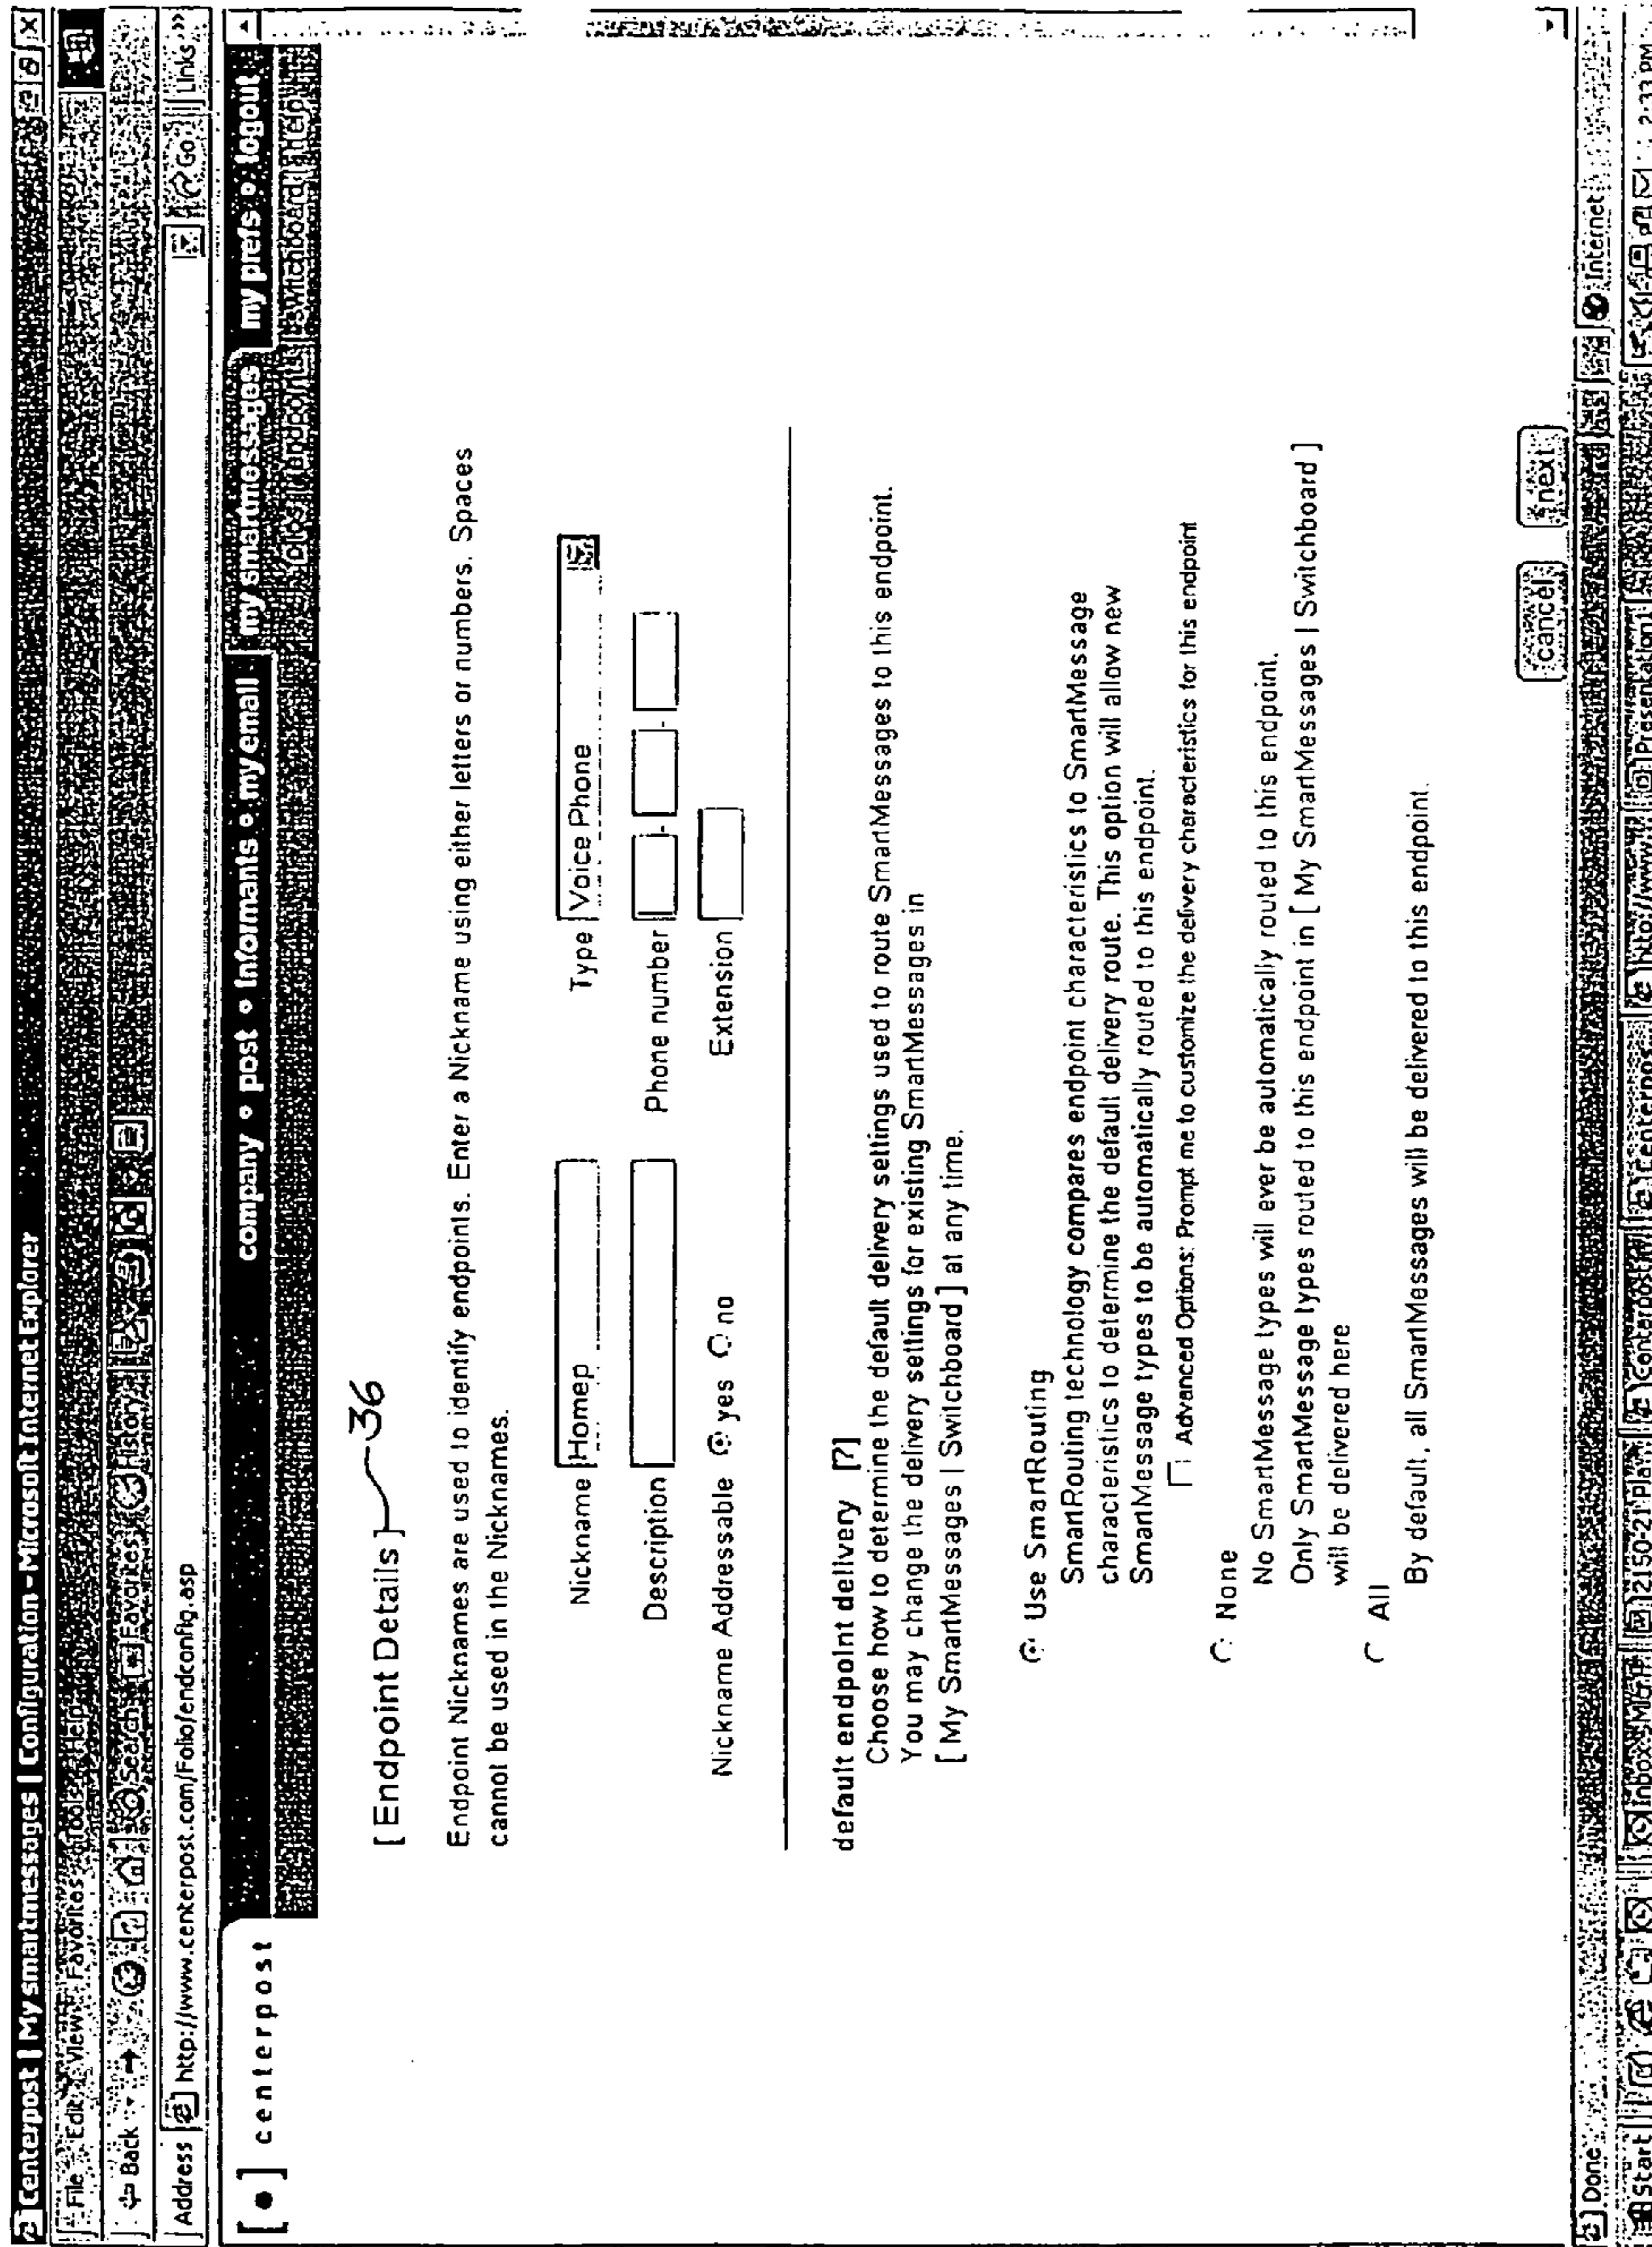 Centerpost | My smartmessages | Configuration - Microsoft Internet Explorer
File Edit View Favorites Tools Help
Back Search Favorites History
Address http://www.centerpost.com/Folio/endconfig.asp Go Links »
[ • ] centerpost
company • post • informants • my email my smartmessages my prefs • logout
endpoints | switchboard | help
[ Endpoint Details ] 36
Endpoint Nicknames are used to identify endpoints. Enter a Nickname using either letters or numbers. Spaces
cannot be used in the Nicknames.
Nickname Homep Type Voice Phone
Description Phone number - -
Nickname Addressable yes no Extension
default endpoint delivery [?]
Choose how to determine the default delivery settings used to route SmartMessages to this endpoint.
You may change the delivery settings for existing SmartMessages in
[ My SmartMessages | Switchboard ] at any time.
Use SmartRouting
SmartRouting technology compares endpoint characteristics to SmartMessage
characteristics to determine the default delivery route. This option will allow new
SmartMessage types to be automatically routed to this endpoint.
Advanced Options: Prompt me to customize the delivery characteristics for this endpoint
None
No SmartMessage types will ever be automatically routed to this endpoint.
Only SmartMessage types routed to this endpoint in [ My SmartMessages | Switchboard ]
will be delivered here
All
By default, all SmartMessages will be delivered to this endpoint.
cancel next
Done Internet
Start 2:33 PM